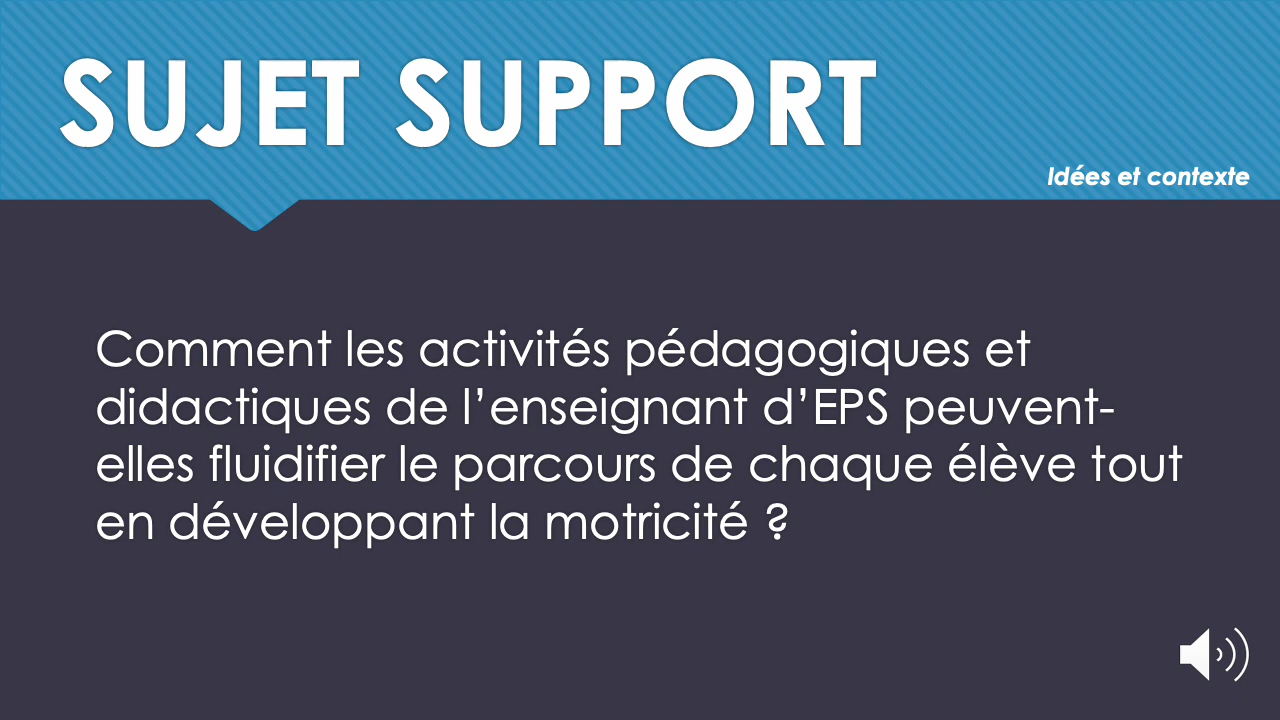 SUJET SUPPORT
Idées et contexte
Comment les activités pédagogiques et
didactiques de l’enseignant d’EPS peuvent-
elles fluidifier le parcours de chaque élève tout
en développant la motricité ?